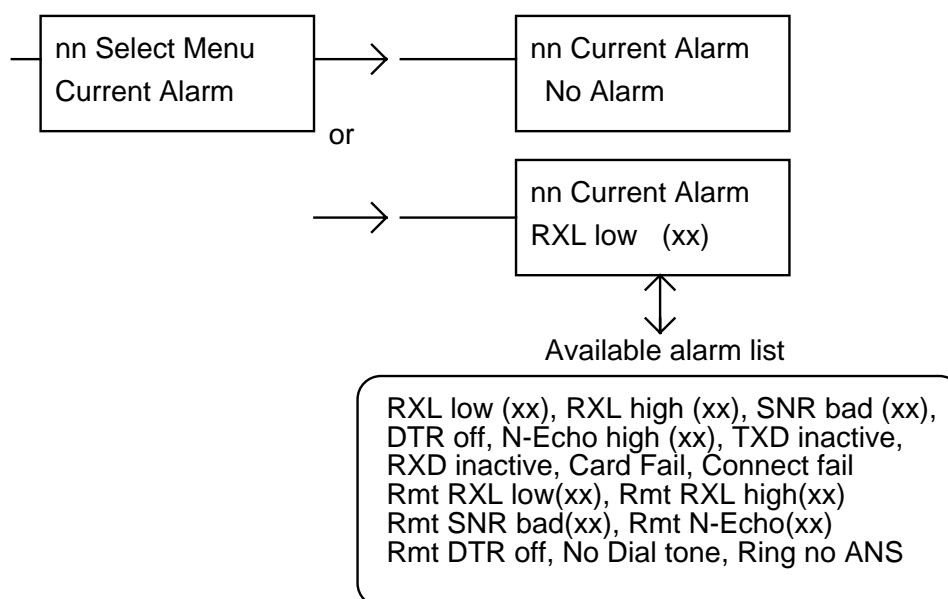 nn Select Menu
Current Alarm
nn Current Alarm
No Alarm
or
nn Current Alarm
RXL low (xx)
Available alarm list
RXL low (xx), RXL high (xx), SNR bad (xx),
DTR off, N-Echo high (xx), TXD inactive,
RXD inactive, Card Fail, Connect fail
Rmt RXL low(xx), Rmt RXL high(xx)
Rmt SNR bad(xx), Rmt N-Echo(xx)
Rmt DTR off, No Dial tone, Ring no ANS